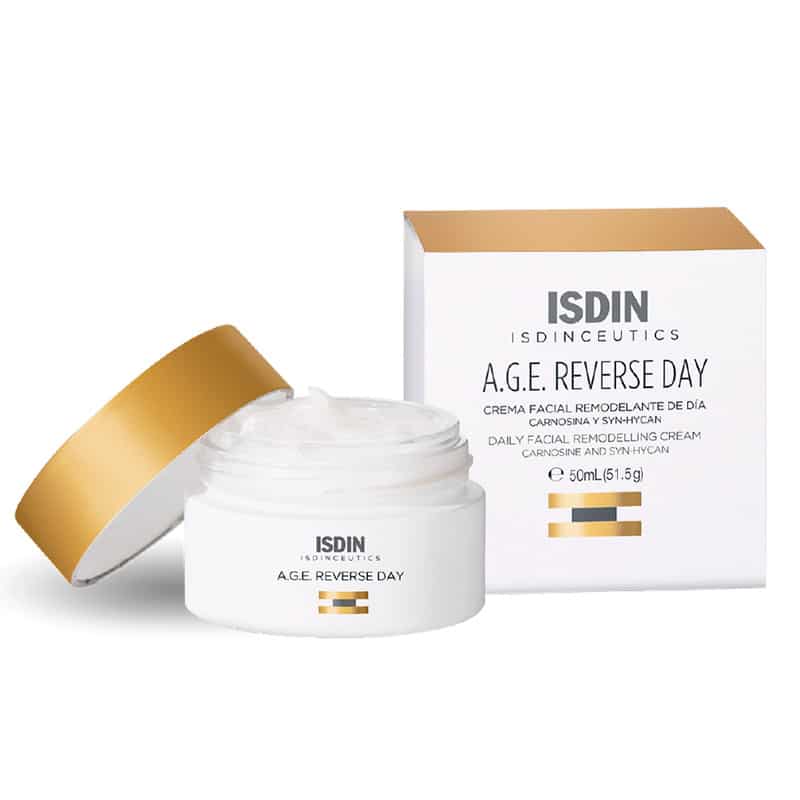 ISDIN
ISDINCEUTICS
A.G.E. REVERSE DAY
CREMA FACIAL REMODELANTE DE DÍA
CARNOSINA Y SYN-HYCAN
DAILY FACIAL REMODELLING CREAM
CARNOSINE AND SYN-HYCAN
℮ 50mL(51.5g)
ISDIN
ISDINCEUTICS
A.G.E. REVERSE DAY